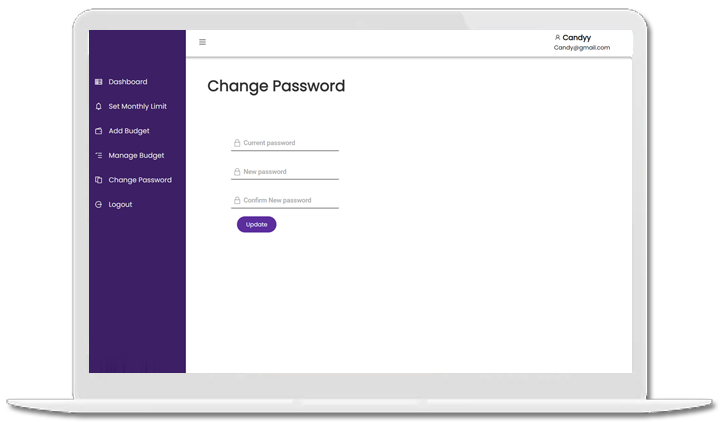 Candyy
Candy@gmail.com
Dashboard
Set Monthly Limit
Add Budget
Manage Budget
Change Password
Logout
Change Password
Current password
New password
Confirm New password
Update